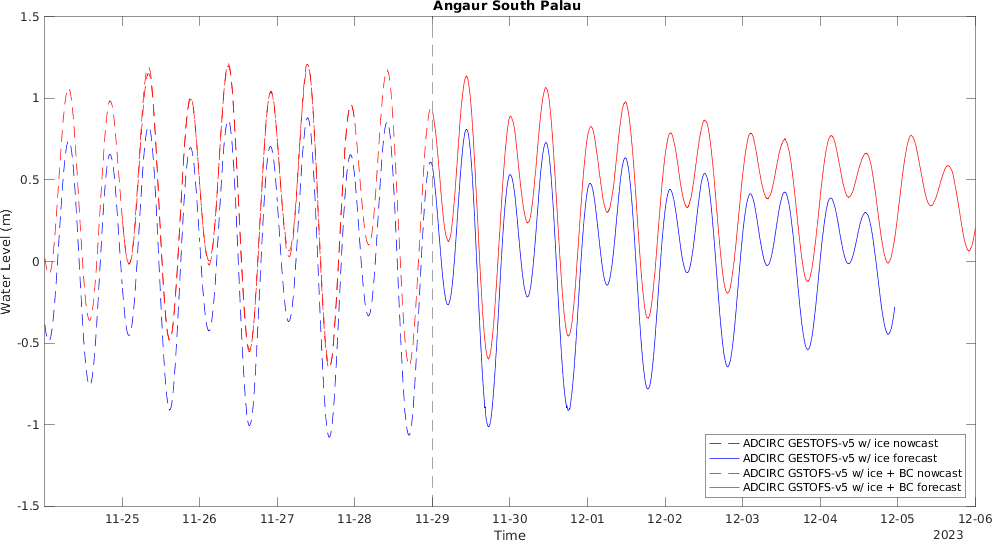 Angaur South Palau
1.5
1
0.5
0
-0.5
-1
-1.5
Water Level (m)
11-25 11-26 11-27 11-28 11-29 11-30 12-01 12-02 12-03 12-04 12-05 12-06
Time
2023
ADCIRC GESTOFS-v5 w/ ice nowcast
ADCIRC GESTOFS-v5 w/ ice forecast
ADCIRC GSTOFS-v5 w/ ice + BC nowcast
ADCIRC GSTOFS-v5 w/ ice + BC forecast